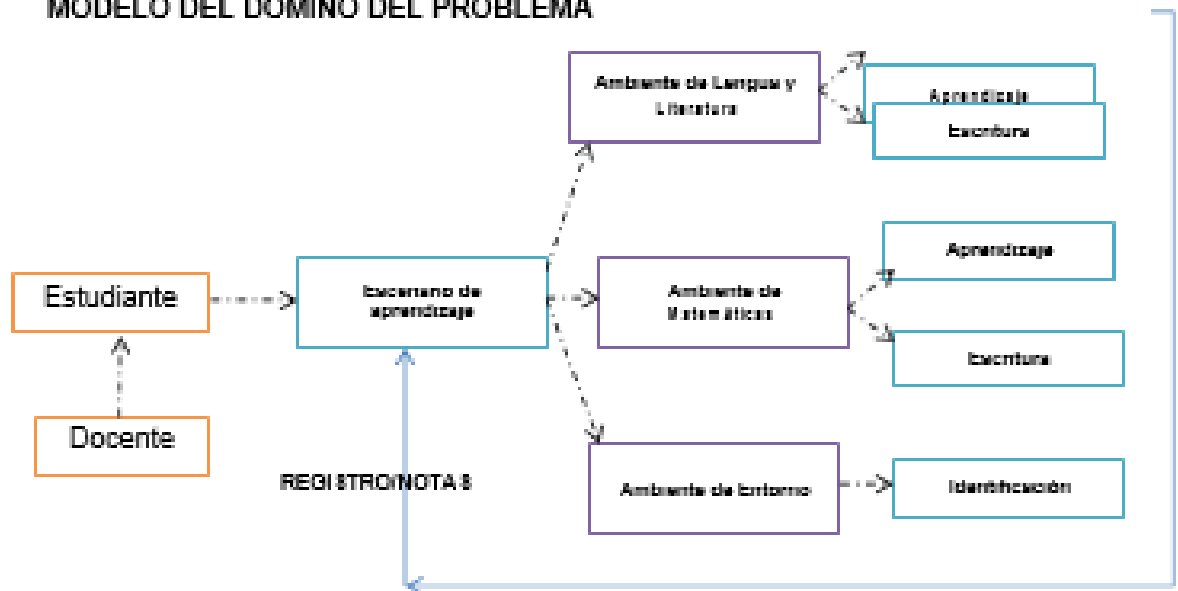 MODELO DEL DOMINO DEL PROBLEMA
Ambiente de Lengua y
Literatura
Aprendizaje
Escritura
Aprendizaje
Estudiante
Escenario de
aprendizaje
Ambiente de
Matemáticas
Escritura
Docente
REGISTRO/NOTAS
Ambiente de Entorno
Identificación